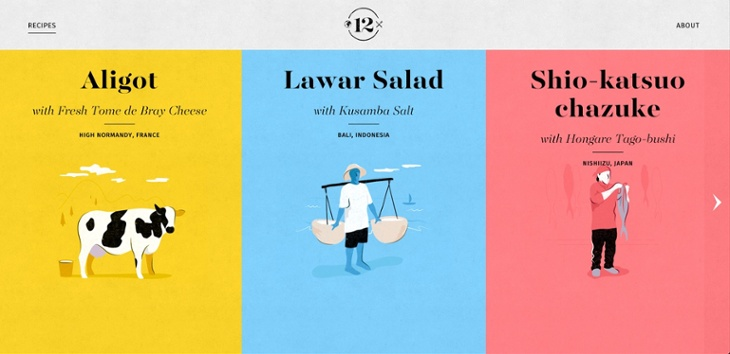 RECIPES
12
ABOUT
Aligot
with Fresh Tome de Bray Cheese
HIGH NORMANDY, FRANCE
Lawar Salad
with Kusamba Salt
BALI, INDONESIA
Shio-katsuo
chazuke
with Hongare Tago-bushi
NISHIIZU, JAPAN